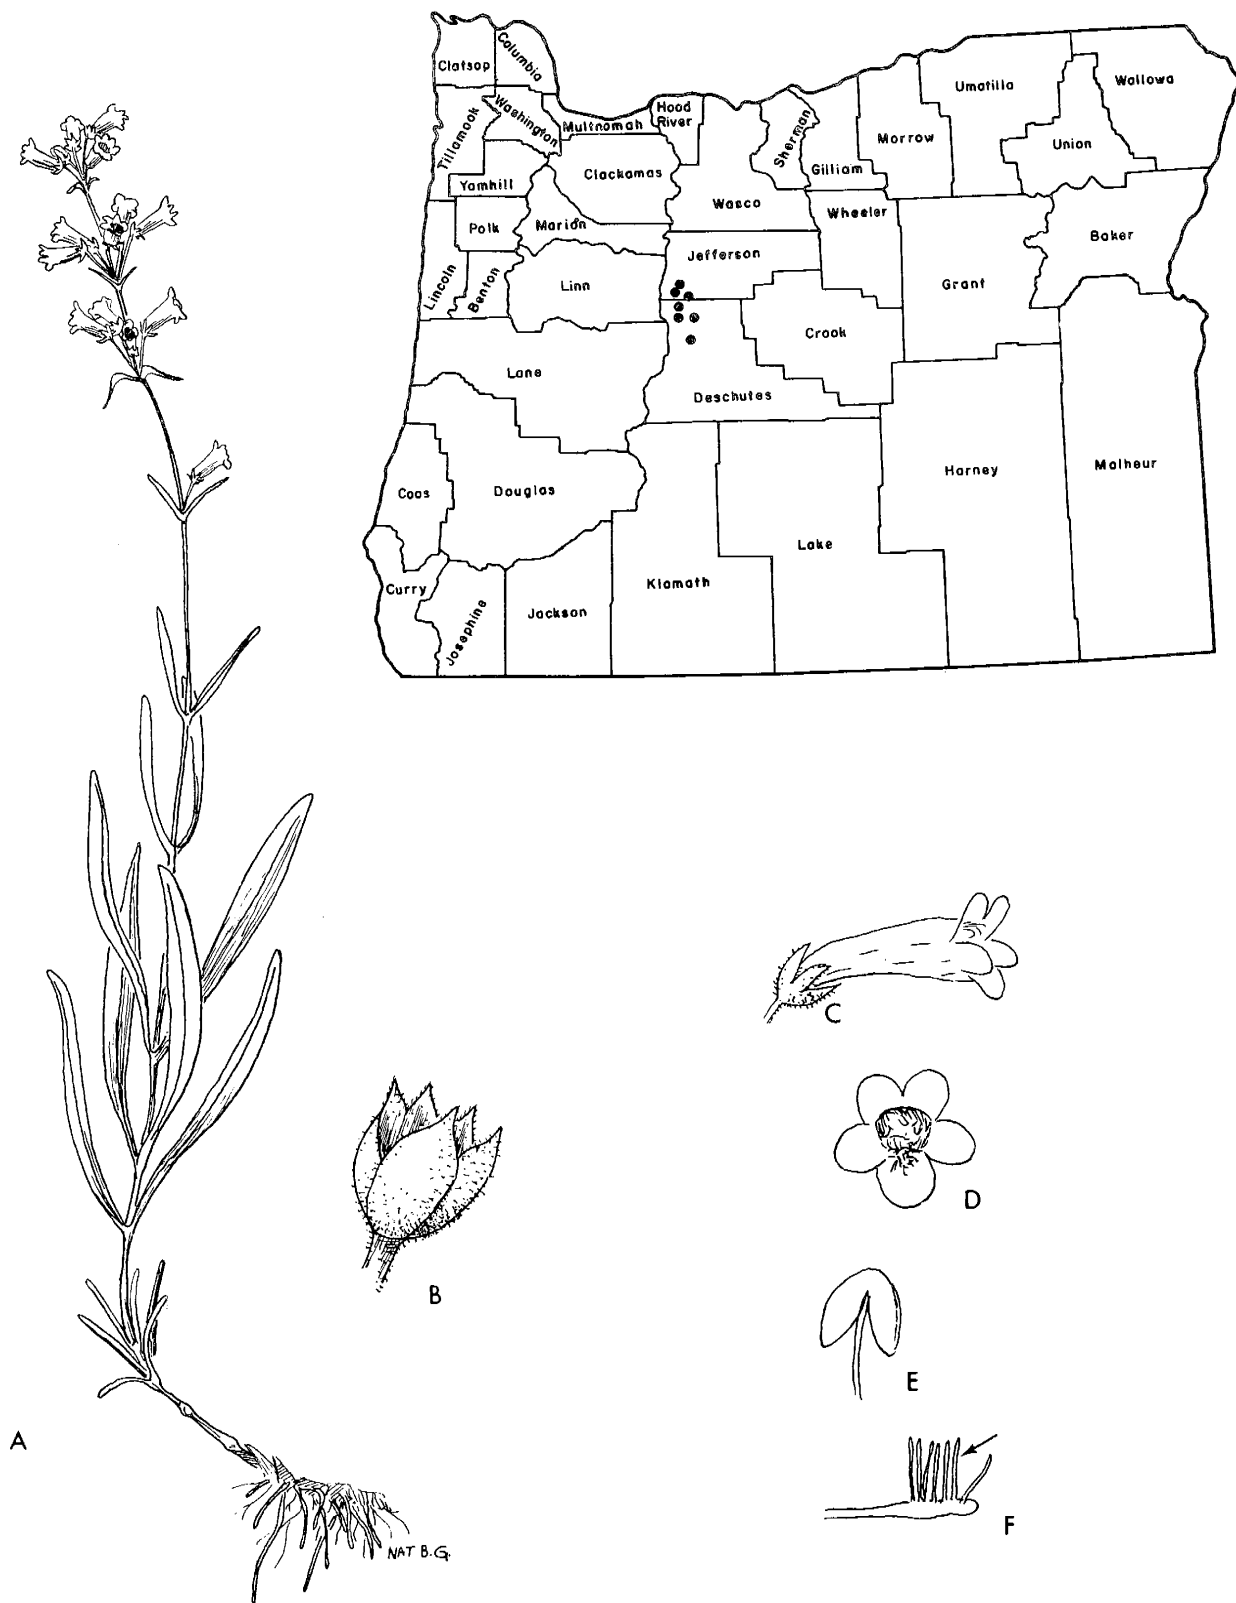 Clatsop
Columbia
Tillamook
Washington
Multnomah
Hood
River
Sherman
Gilliam
Morrow
Umatilla
Union
Wallowa
Yamhill
Clackamas
Wasco
Wheeler
Polk
Marion
Jefferson
Baker
Lincoln
Benton
Linn
Grant
Crook
Lane
Deschutes
Coos
Douglas
Harney
Malheur
Lake
Klamath
Curry
Josephine
Jackson
C
D
B
E
A
F
NAT B.G.